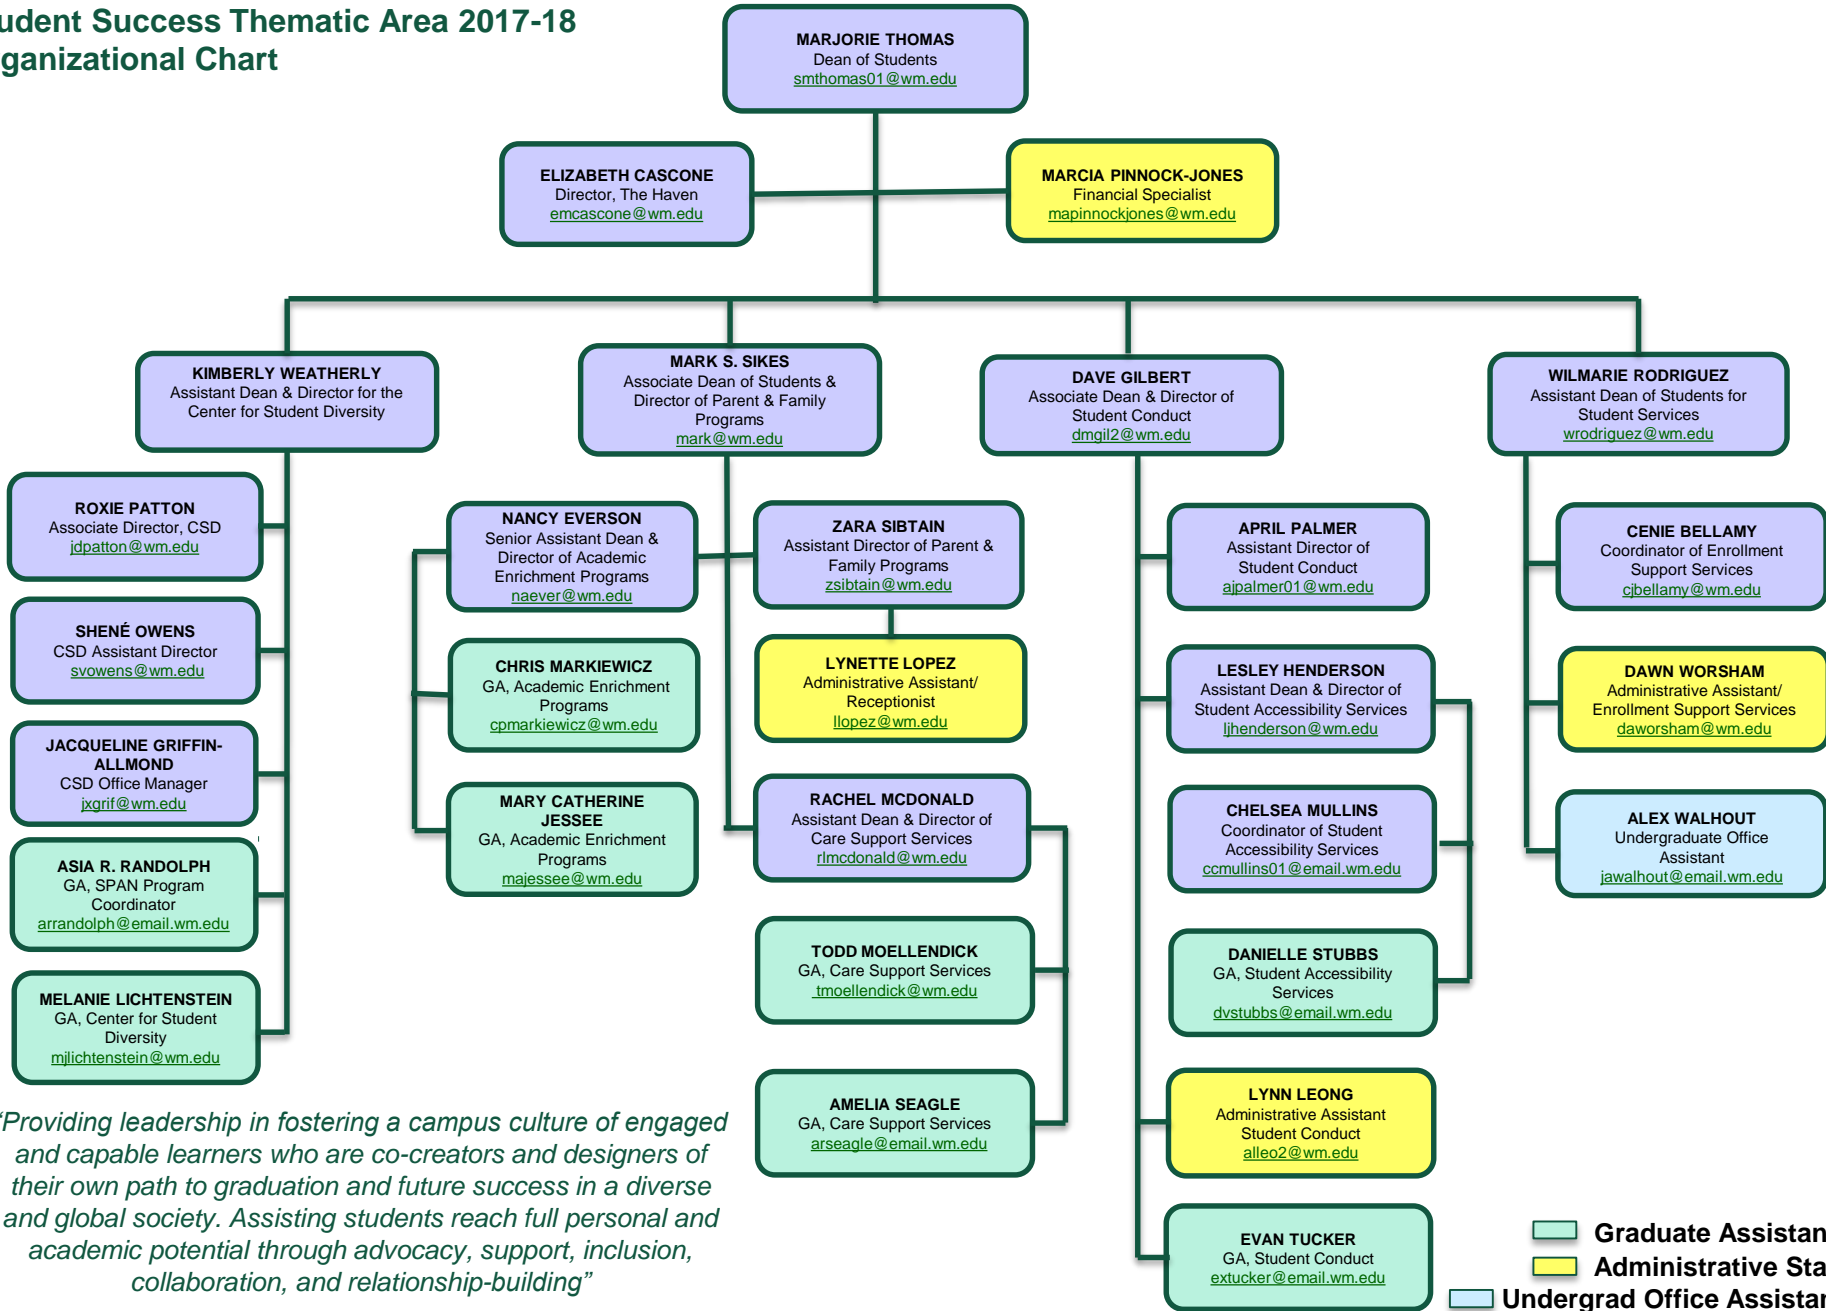 udent Success Thematic Area 2017-18
ganizational Chart
MARJORIE THOMAS
Dean of Students
smthomas01@wm.edu
ELIZABETH CASCONE
Director, The Haven
emcascone@wm.edu
MARCIA PINNOCK-JONES
Financial Specialist
mapinnockjones@wm.edu
KIMBERLY WEATHERLY
Assistant Dean & Director for the
Center for Student Diversity
MARK S. SIKES
Associate Dean of Students &
Director of Parent & Family
Programs
mark@wm.edu
DAVE GILBERT
Associate Dean & Director of
Student Conduct
dmgil2@wm.edu
WILMARIE RODRIGUEZ
Assistant Dean of Students for
Student Services
wrodriguez@wm.edu
ROXIE PATTON
Associate Director, CSD
jdpatton@wm.edu
SHENÉ OWENS
CSD Assistant Director
svowens@wm.edu
JACQUELINE GRIFFIN-
ALLMOND
CSD Office Manager
jxgrif@wm.edu
ASIA R. RANDOLPH
GA, SPAN Program
Coordinator
arrandolph@email.wm.edu
MELANIE LICHTENSTEIN
GA, Center for Student
Diversity
mjlichtenstein@wm.edu
NANCY EVERSON
Senior Assistant Dean &
Director of Academic
Enrichment Programs
naever@wm.edu
CHRIS MARKIEWICZ
GA, Academic Enrichment
Programs
cpmarkiewicz@wm.edu
MARY CATHERINE
JESSEE
GA, Academic Enrichment
Programs
majessee@wm.edu
ZARA SIBTAIN
Assistant Director of Parent &
Family Programs
zsibtain@wm.edu
LYNETTE LOPEZ
Administrative Assistant/
Receptionist
llopez@wm.edu
RACHEL MCDONALD
Assistant Dean & Director of
Care Support Services
rlmcdonald@wm.edu
TODD MOELLENDICK
GA, Care Support Services
tmoellendick@wm.edu
AMELIA SEAGLE
GA, Care Support Services
arseagle@email.wm.edu
APRIL PALMER
Assistant Director of
Student Conduct
ajpalmer01@wm.edu
LESLEY HENDERSON
Assistant Dean & Director of
Student Accessibility Services
ljhenderson@wm.edu
CHELSEA MULLINS
Coordinator of Student
Accessibility Services
ccmullins01@email.wm.edu
DANIELLE STUBBS
GA, Student Accessibility
Services
dvstubbs@email.wm.edu
LYNN LEONG
Administrative Assistant
Student Conduct
alleo2@wm.edu
EVAN TUCKER
GA, Student Conduct
extucker@email.wm.edu
CENIE BELLAMY
Coordinator of Enrollment
Support Services
cjbellamy@wm.edu
DAWN WORSHAM
Administrative Assistant/
Enrollment Support Services
daworsham@wm.edu
ALEX WALHOUT
Undergraduate Office
Assistant
jawalhout@email.wm.edu
“Providing leadership in fostering a campus culture of engaged
and capable learners who are co-creators and designers of
their own path to graduation and future success in a diverse
and global society. Assisting students reach full personal and
academic potential through advocacy, support, inclusion,
collaboration, and relationship-building”
Graduate Assistan
Administrative Sta
Undergrad Office Assistan